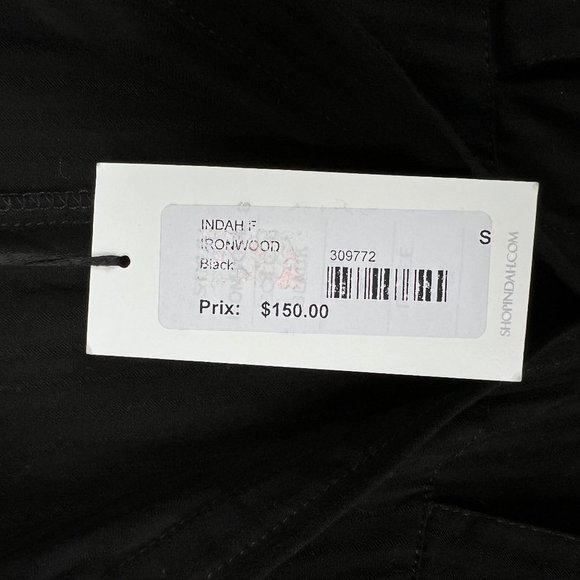 INDAH F
IRONWOOD
Black
309772
S
Prix: $150.00
SHOPINDAH.COM